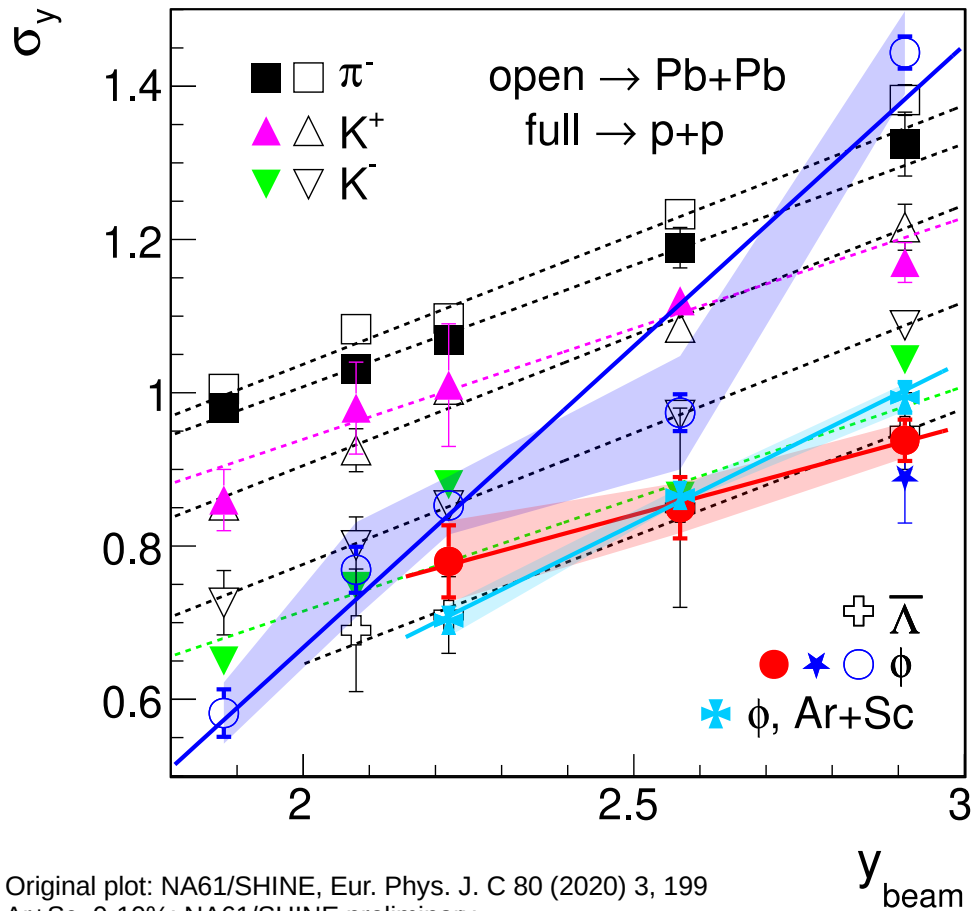 σy
1.4
1.2
1
0.8
0.6
π-
K+
K-
open → Pb+Pb
full → p+p
Λ
ϕ
ϕ, Ar+Sc
2
2.5
3
ybeam
Original plot: NA61/SHINE, Eur. Phys. J. C 80 (2020) 3, 199